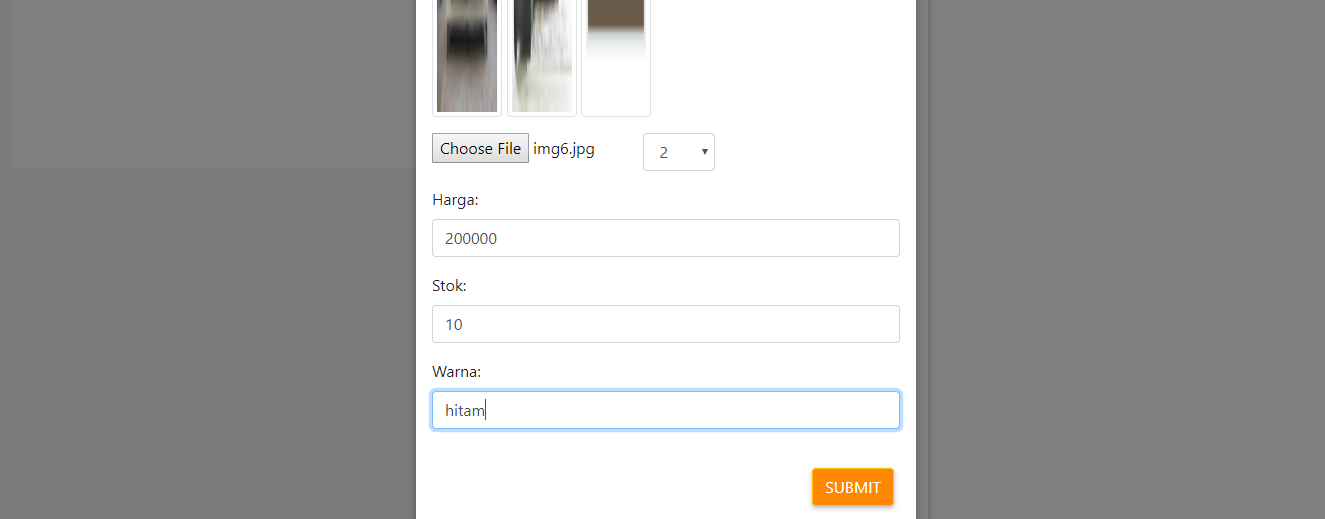 Choose File img6.jpg 2
Harga:
200000
Stok:
10
Warna:
hitam
SUBMIT